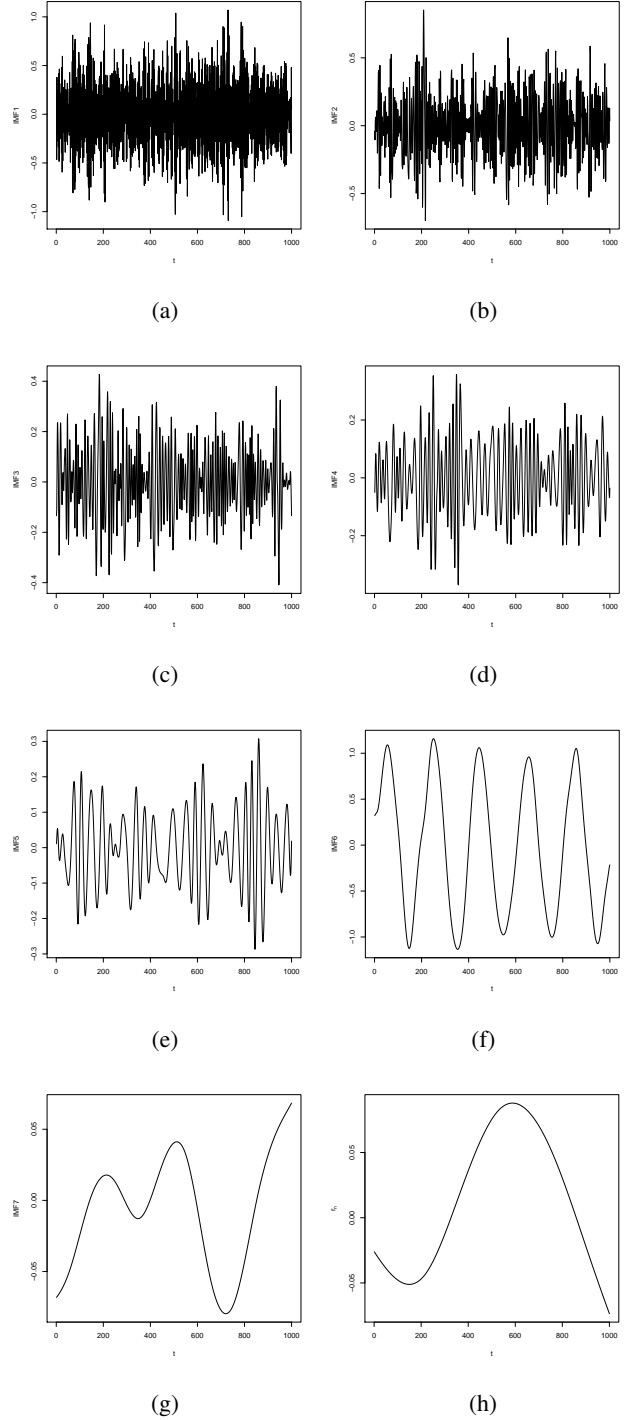 1.0
0.5
0.0
−0.5
−1.0
IMF1
0 200 400 600 800 1000
t
(a)
0.5
0.0
−0.5
IMF2
0 200 400 600 800 1000
t
(b)
0.4
0.2
0.0
−0.2
−0.4
IMF3
0 200 400 600 800 1000
t
(c)
0.2
0.0
−0.2
IMF4
0 200 400 600 800 1000
t
(d)
0.3
0.2
0.1
0.0
−0.1
−0.2
−0.3
IMF5
0 200 400 600 800 1000
t
(e)
1.0
0.5
0.0
−0.5
−1.0
IMF6
0 200 400 600 800 1000
t
(f)
0.05
0.00
−0.05
IMF7
0 200 400 600 800 1000
t
(g)
0.05
0.00
−0.05
rn
0 200 400 600 800 1000
t
(h)